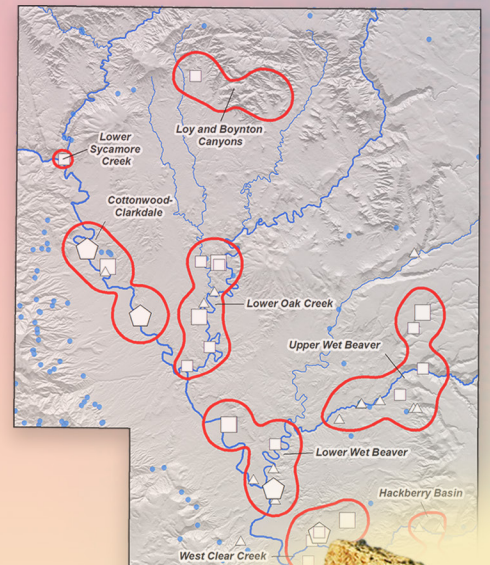 Loy and Boynton
Canyons
Lower
Sycamore
Creek
Cottonwood-
Clarkdale
Lower Oak Creek
Upper Wet Beaver
Lower Wet Beaver
Hackberry Basin
West Clear Creek